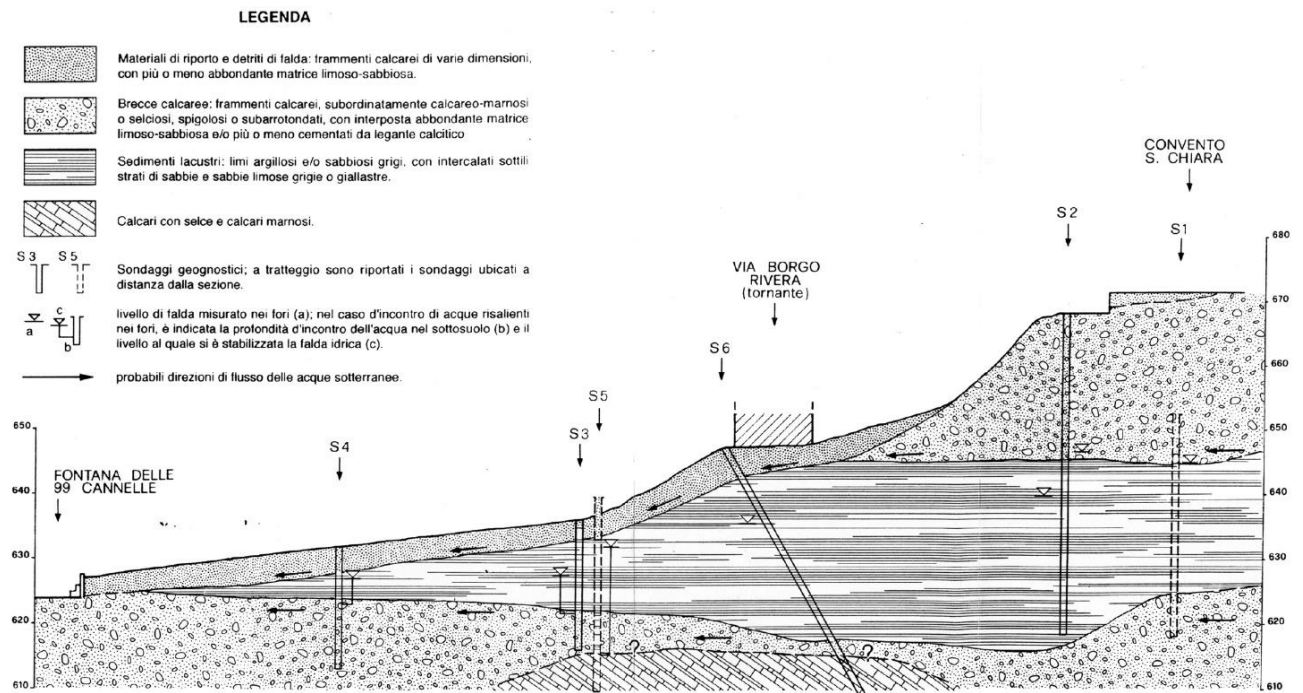 LEGENDA
Materiali di riporto e detriti di falda: frammenti calcarei di varie dimensioni,
con più o meno abbondante matrice limoso-sabbiosa.
Brecce calcaree: frammenti calcarei, subordinatamente calcareo-marnosi
o selciosi, spigolosi o subarrotondati, con interposta abbondante matrice
limoso-sabbiosa e/o più o meno cementati da legante calcitico
Sedimenti lacustri: limi argillosi e/o sabbiosi grigi, con intercalati sottili
strati di sabbie e sabbie limose grigie o giallastre.
Calcari con selce e calcari marnosi.
S 3 S 5
Sondaggi geognostici; a tratteggio sono riportati i sondaggi ubicati a
distanza dalla sezione.
a c b
livello di falda misurato nei fori (a); nel caso d'incontro di acque risalienti
nei fori, è indicata la profondità d'incontro dell'acqua nel sottosuolo (b) e il
livello al quale si è stabilizzata la falda idrica (c).
probabili direzioni di flusso delle acque sotterranee.
CONVENTO
S. CHIARA
S2
S1
VIA BORGO
RIVERA
(tornante)
S6
S5
S3
S4
FONTANA DELLE
99 CANNELLE
650
640
630
620
610
680
670
660
650
640
630
620
610
?
?